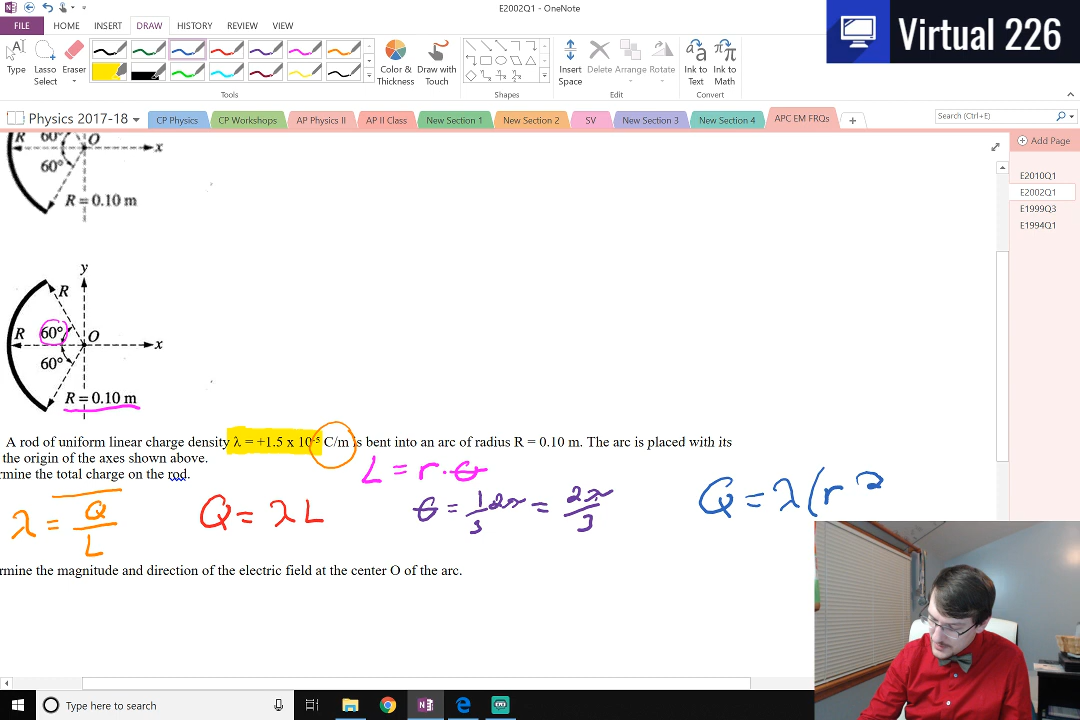 E2002Q1 - OneNote
FILE HOME INSERT DRAW HISTORY REVIEW VIEW
Virtual 226
Type Lasso Select Eraser
Color & Thickness Draw with Touch
Insert Space Delete Arrange Rotate
Ink to Text Ink to Math
Tools Shapes Edit Convert
Physics 2017-18 CP Physics CP Workshops AP Physics II AP II Class New Section 1 New Section 2 SV New Section 3 New Section 4 APC EM FRQs +
Search (Ctrl+E)
Add Page
E2010Q1
E2002Q1
E1999Q3
E1994Q1
R 60° O x
60°
R = 0.10 m
y
R
R 60° O x
60°
R = 0.10 m
A rod of uniform linear charge density λ = +1.5 x 10⁻⁵ C/m is bent into an arc of radius R = 0.10 m. The arc is placed with its
the origin of the axes shown above.
rmine the total charge on the rod.
L = r·θ
λ = Q/L
Q = λL
θ = 1/3 2π = 2π/3
Q = λ(r 2
rmine the magnitude and direction of the electric field at the center O of the arc.
Type here to search